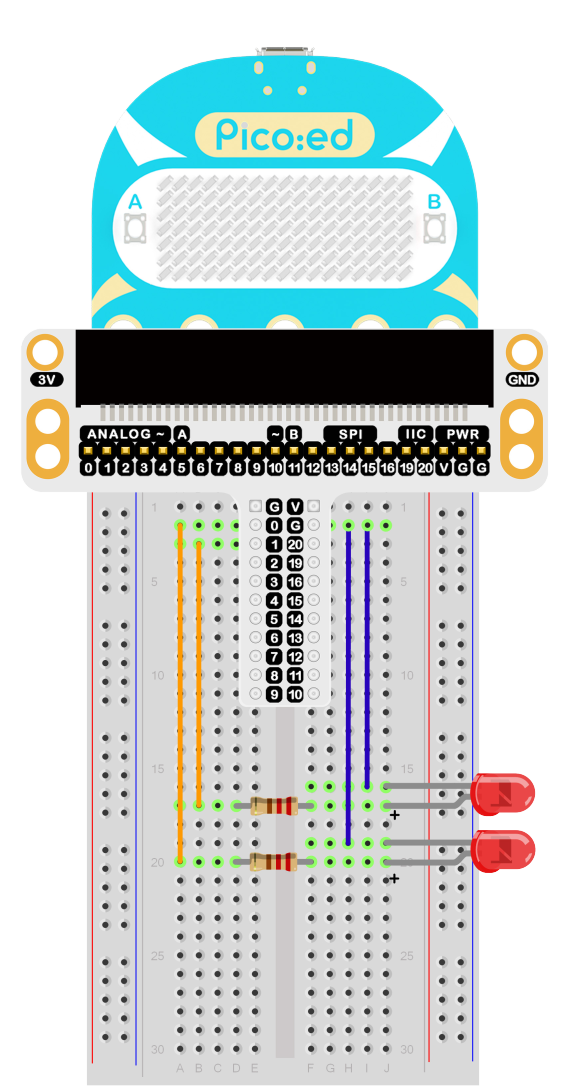 Pico:ed
A B
3V GND
ANALOG ~ A ~ B SPI IIC PWR
0 1 2 3 4 5 6 7 8 9 10 11 12 13 14 15 16 19 20 V G G
1 G V 1
0 G
1 20
2 19
5 3 16 5
4 15
5 14
6 13
7 12
10 8 11 10
9 10
15 15
+
20 20
+
25 25
30 30
A B C D E F G H I J